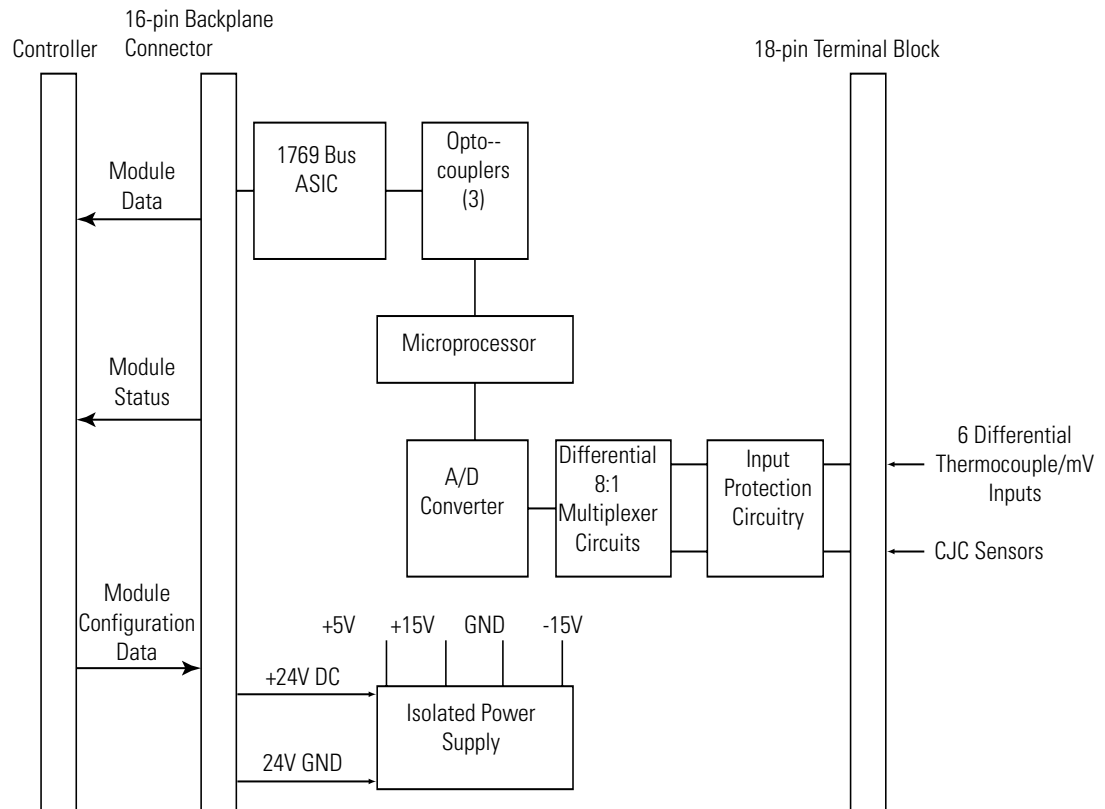 16-pin Backplane
Connector
Controller
18-pin Terminal Block
1769 Bus
ASIC
Opto--
couplers
(3)
Module
Data
Microprocessor
Module
Status
A/D
Converter
Differential
8:1
Multiplexer
Circuits
Input
Protection
Circuitry
6 Differential
Thermocouple/mV
Inputs
CJC Sensors
Module
Configuration
Data
+5V
+15V
GND
-15V
+24V DC
Isolated Power
Supply
24V GND